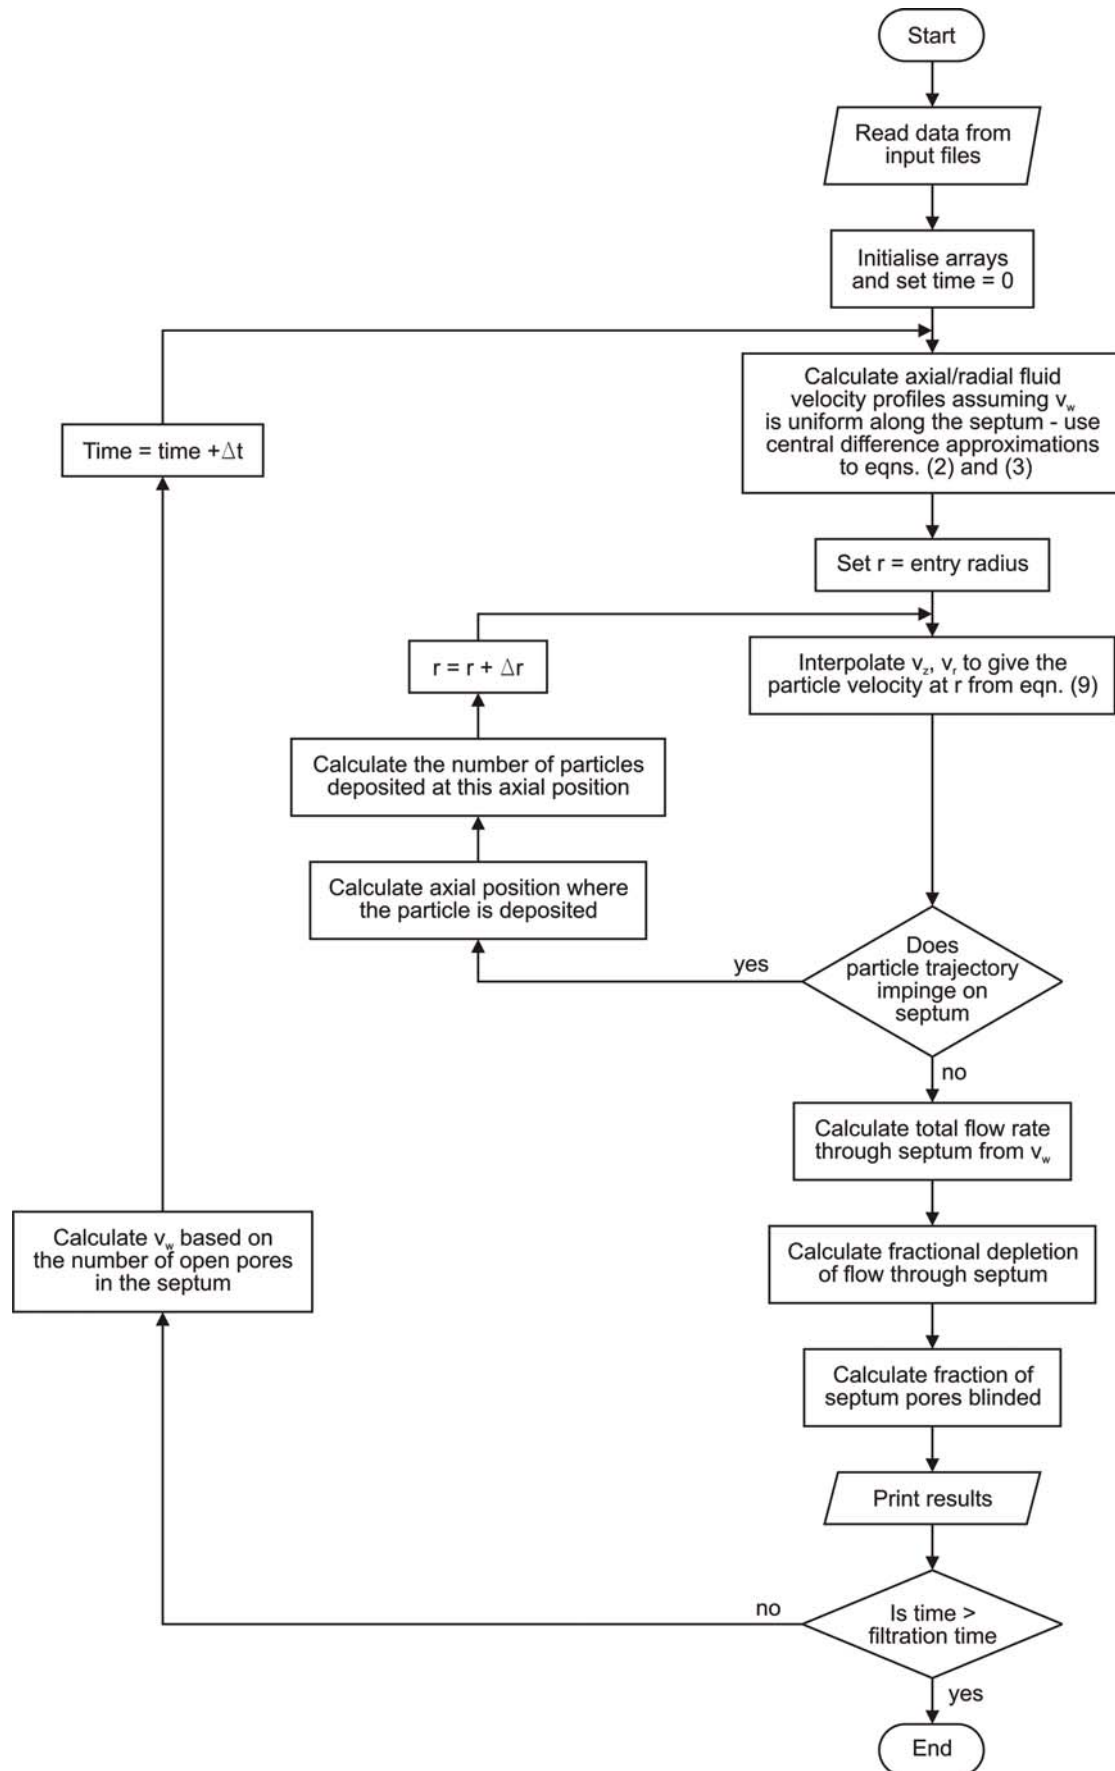 Start
Read data from
input files
Initialise arrays
and set time = 0
Calculate axial/radial fluid
velocity profiles assuming v_w
is uniform along the septum - use
central difference approximations
to eqns. (2) and (3)
Time = time +Δt
Set r = entry radius
r = r + Δr
Interpolate v_z, v_r to give the
particle velocity at r from eqn. (9)
Calculate the number of particles
deposited at this axial position
Calculate axial position where
the particle is deposited
yes
Does
particle trajectory
impinge on
septum
no
Calculate total flow rate
through septum from v_w
Calculate v_w based on
the number of open pores
in the septum
Calculate fractional depletion
of flow through septum
Calculate fraction of
septum pores blinded
Print results
no
Is time >
filtration time
yes
End